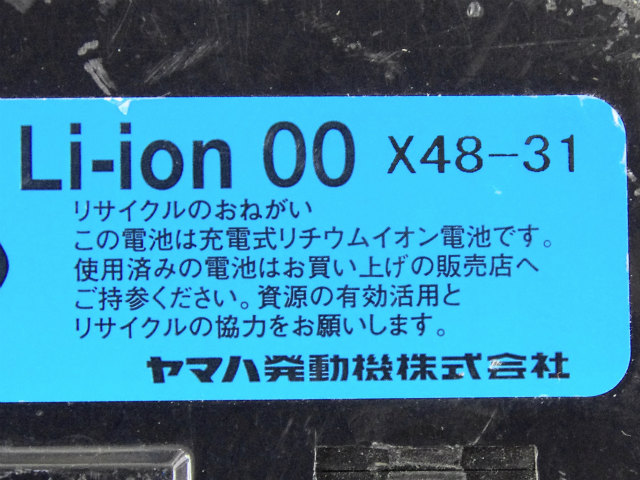 Li-ion 00 X48-31
リサイクルのおねがい
この電池は充電式リチウムイオン電池です。
使用済みの電池はお買い上げの販売店へ
ご持参ください。資源の有効活用と
リサイクルの協力をお願いします。
ヤマハ発動機株式会社